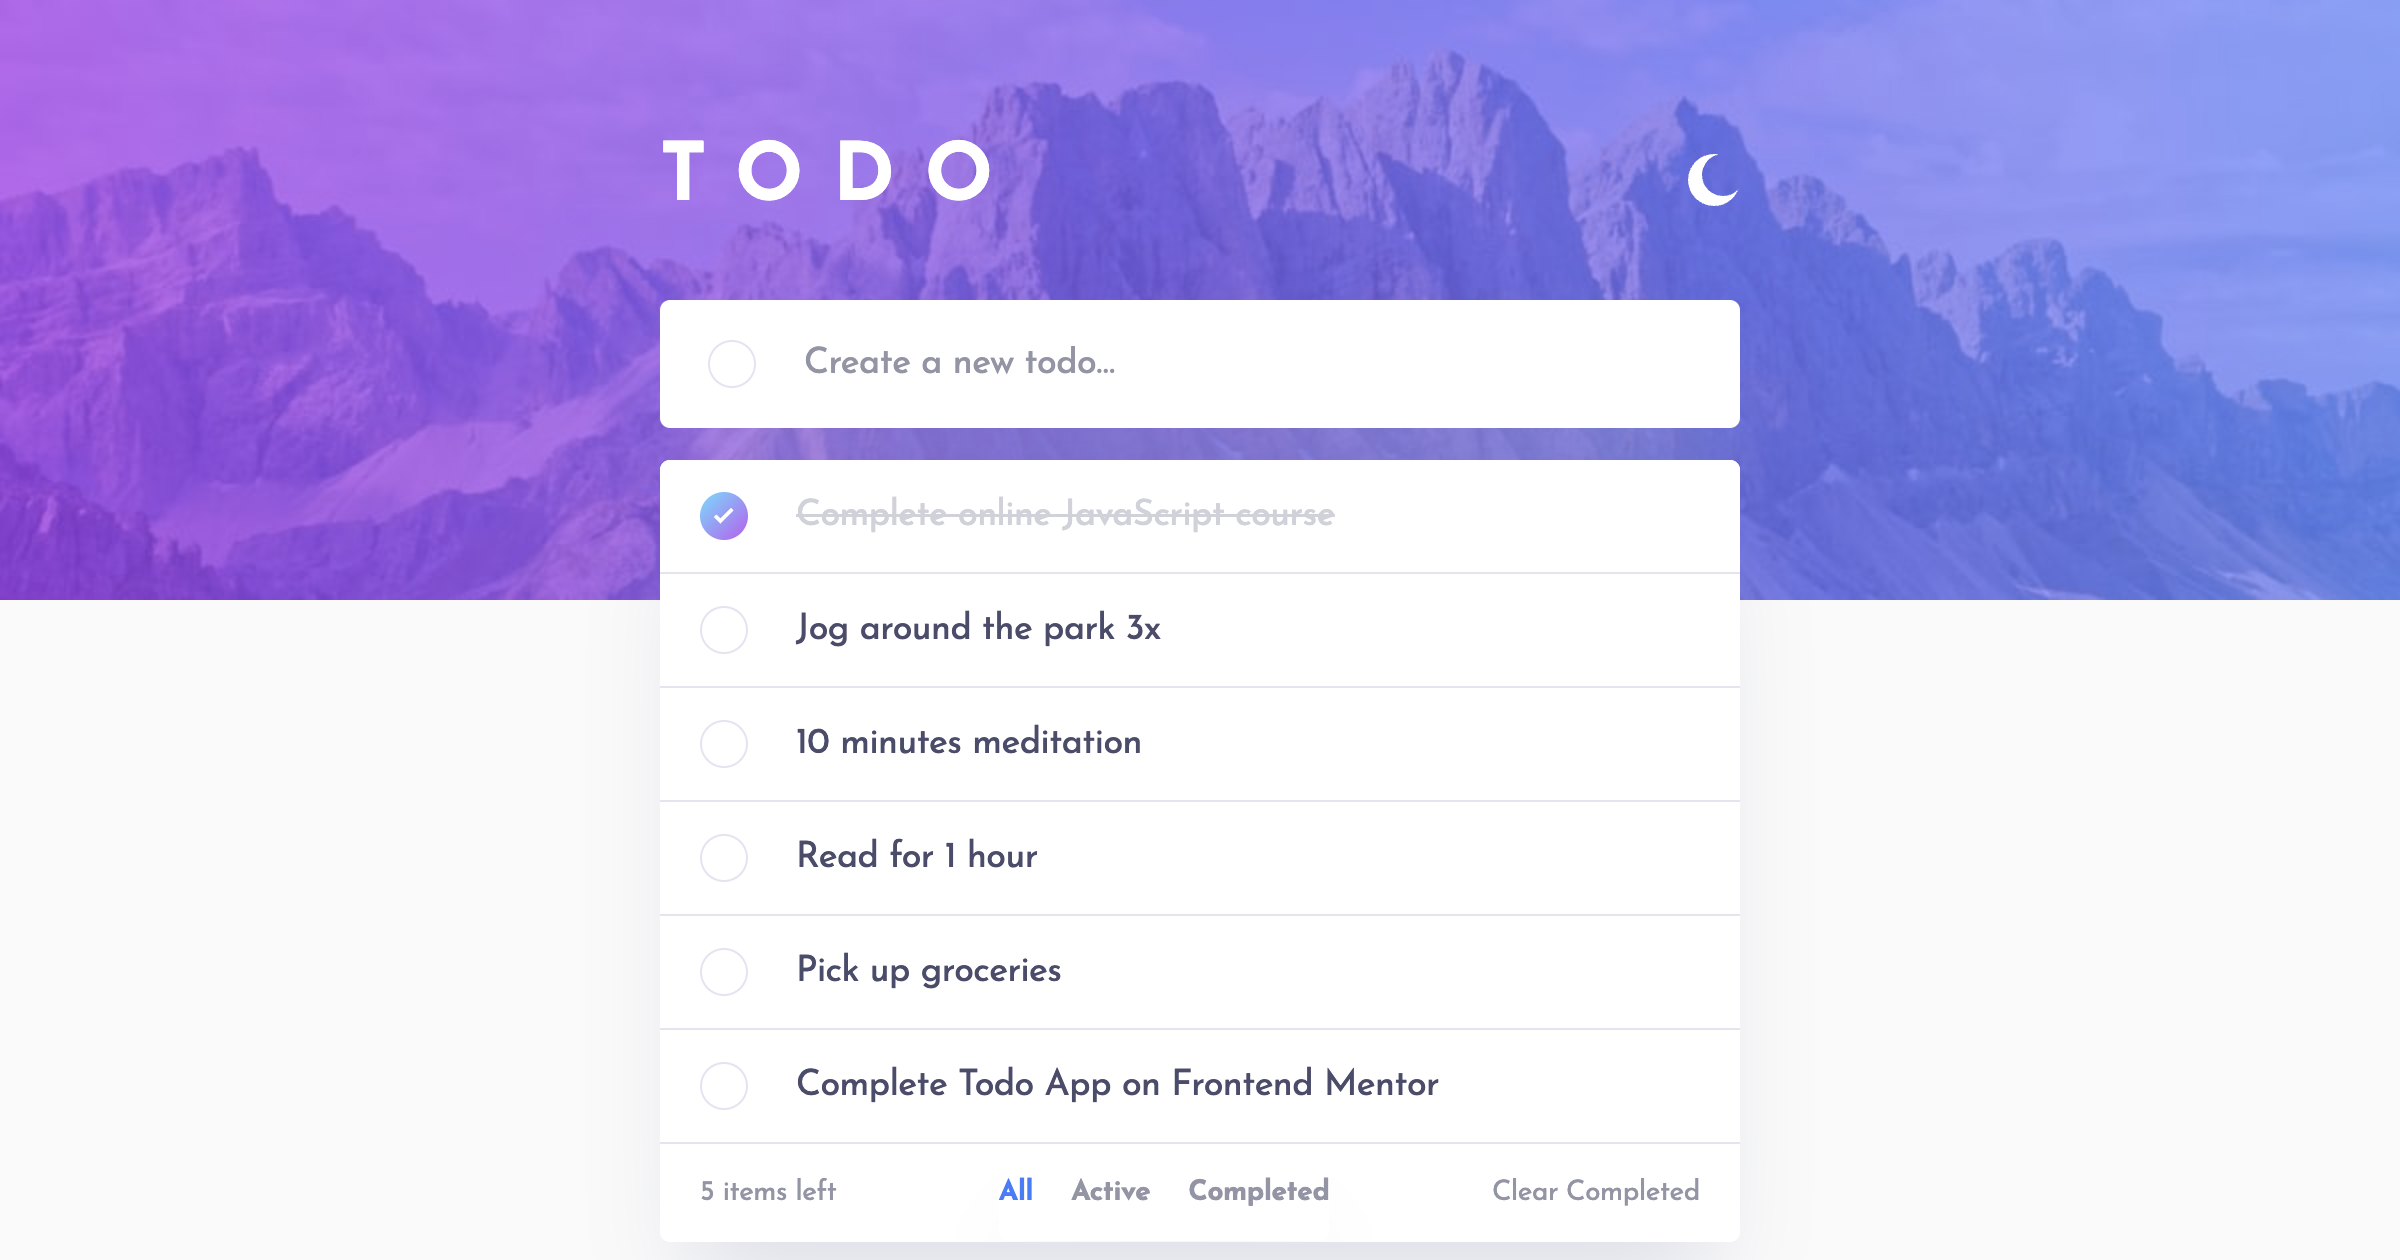 TODO
Create a new todo...
Complete online JavaScript course
Jog around the park 3x
10 minutes meditation
Read for 1 hour
Pick up groceries
Complete Todo App on Frontend Mentor
5 items left All Active Completed Clear Completed